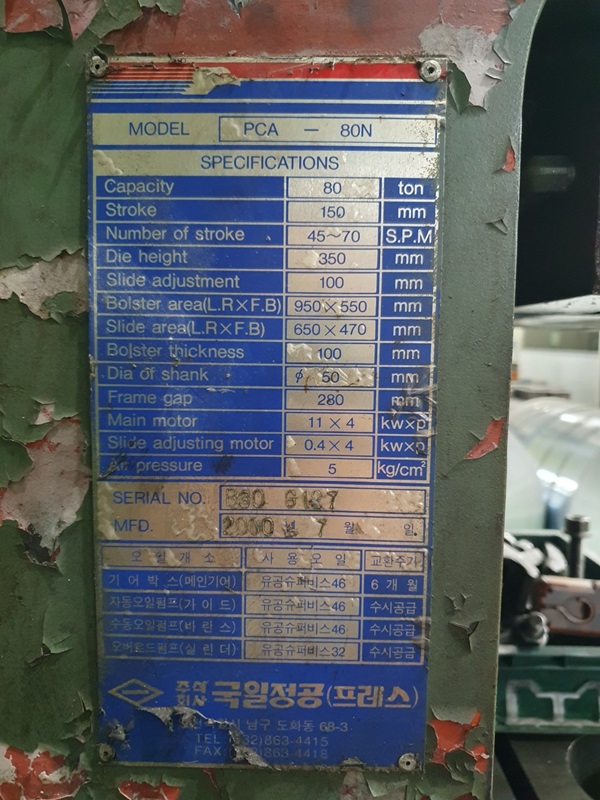 MODEL PCA — 80N
SPECIFICATIONS
Capacity 80 ton
Stroke 150 mm
Number of stroke 45~70 S.P.M
Die height 350 mm
Slide adjustment 100 mm
Bolster area(L.R×F.B) 950×550 mm
Slide area(L.R×F.B) 650×470 mm
Bolster thickness 100 mm
Dia of shank φ 50 mm
Frame gap 280 mm
Main motor 11×4 kw×p
Slide adjusting motor 0.4×4 kw×p
Air pressure 5 kg/cm²
SERIAL NO.
MFD. 2000 년 7 월 일.
오일개소 사용오일 교환주기
기어박스(메인기어) 유공슈퍼비스46 6개월
자동오일펌프(가이드) 유공슈퍼비스46 수시공급
수동오일펌프(바란스) 유공슈퍼비스46 수시공급
오버로드펌프(실린더) 유공슈퍼비스32 수시공급
주식회사 국일정공(프레스)
남구 도화동 68-3
TEL 032)863-4415
FAX 032)863-4418